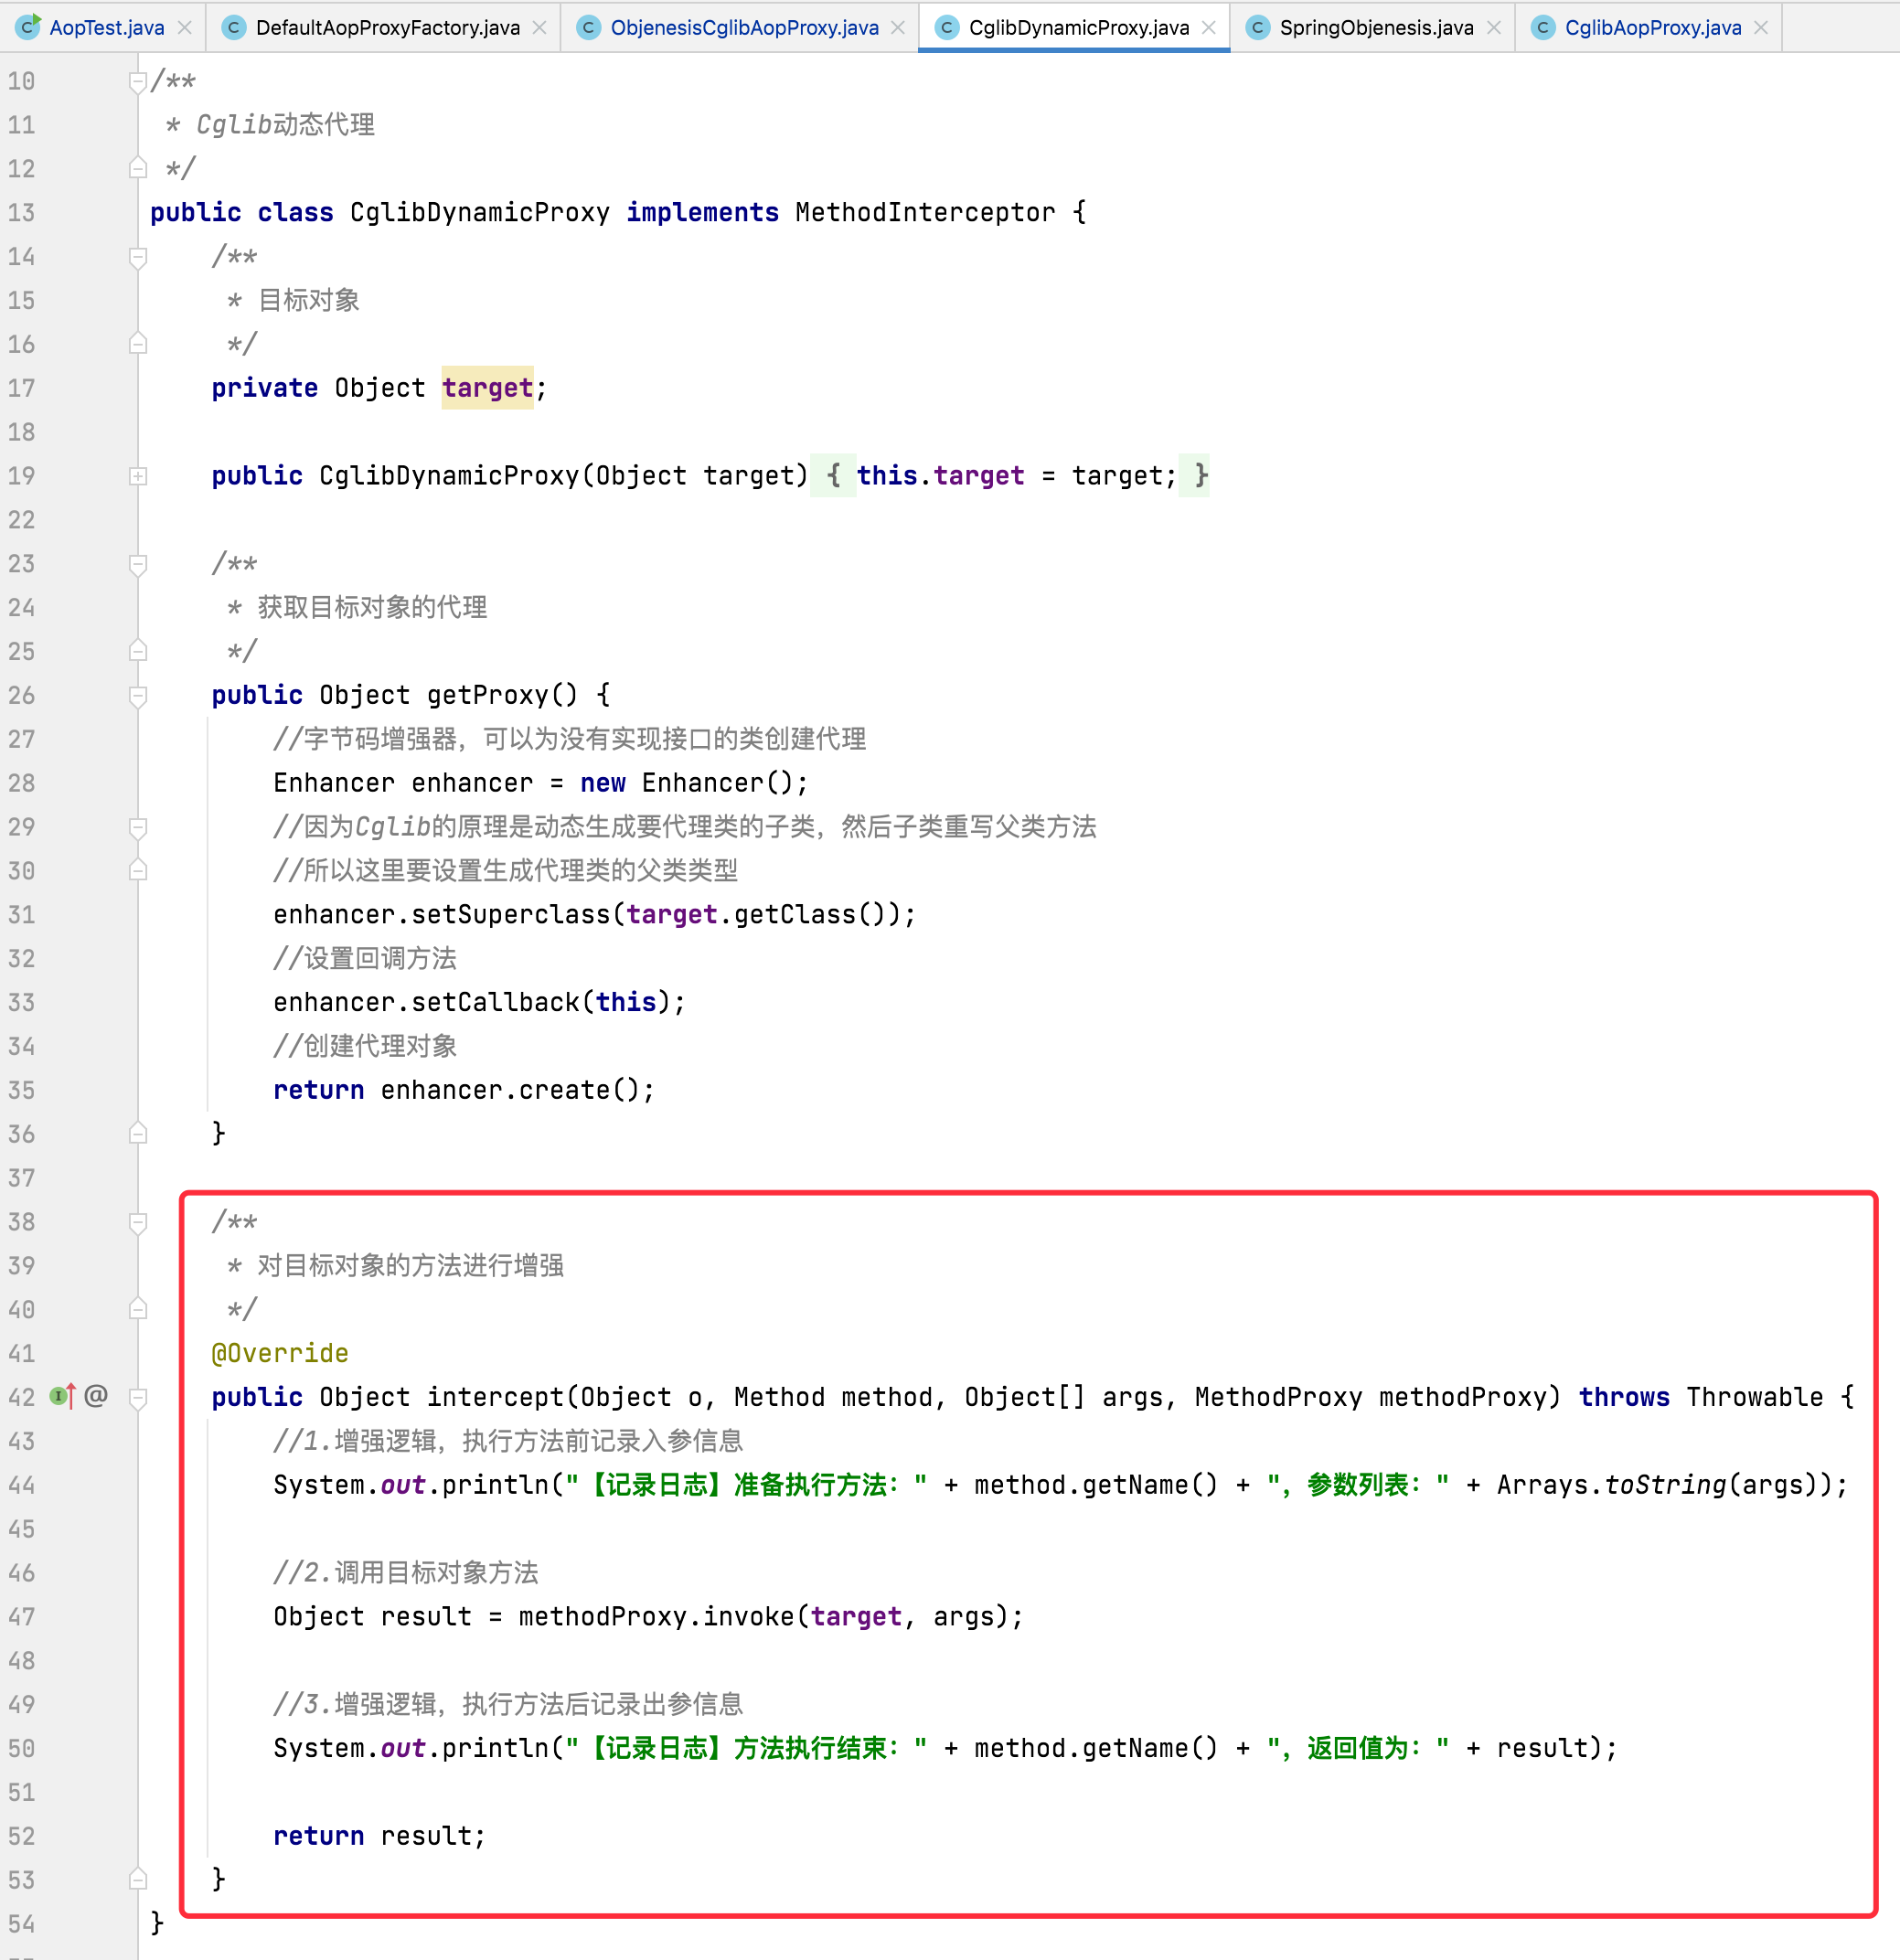 AopTest.java DefaultAopProxyFactory.java ObjenesisCglibAopProxy.java CglibDynamicProxy.java SpringObjenesis.java CglibAopProxy.java
10 /**
11 * Cglib动态代理
12 */
13 public class CglibDynamicProxy implements MethodInterceptor {
14 /**
15 * 目标对象
16 */
17 private Object target;
18
19 public CglibDynamicProxy(Object target) { this.target = target; }
22
23 /**
24 * 获取目标对象的代理
25 */
26 public Object getProxy() {
27 //字节码增强器，可以为没有实现接口的类创建代理
28 Enhancer enhancer = new Enhancer();
29 //因为Cglib的原理是动态生成要代理类的子类，然后子类重写父类方法
30 //所以这里要设置生成代理类的父类类型
31 enhancer.setSuperclass(target.getClass());
32 //设置回调方法
33 enhancer.setCallback(this);
34 //创建代理对象
35 return enhancer.create();
36 }
37
38 /**
39 * 对目标对象的方法进行增强
40 */
41 @Override
42 @ public Object intercept(Object o, Method method, Object[] args, MethodProxy methodProxy) throws Throwable {
43 //1.增强逻辑，执行方法前记录入参信息
44 System.out.println("【记录日志】准备执行方法：" + method.getName() + "，参数列表：" + Arrays.toString(args));
45
46 //2.调用目标对象方法
47 Object result = methodProxy.invoke(target, args);
48
49 //3.增强逻辑，执行方法后记录出参信息
50 System.out.println("【记录日志】方法执行结束：" + method.getName() + "，返回值为：" + result);
51
52 return result;
53 }
54 }